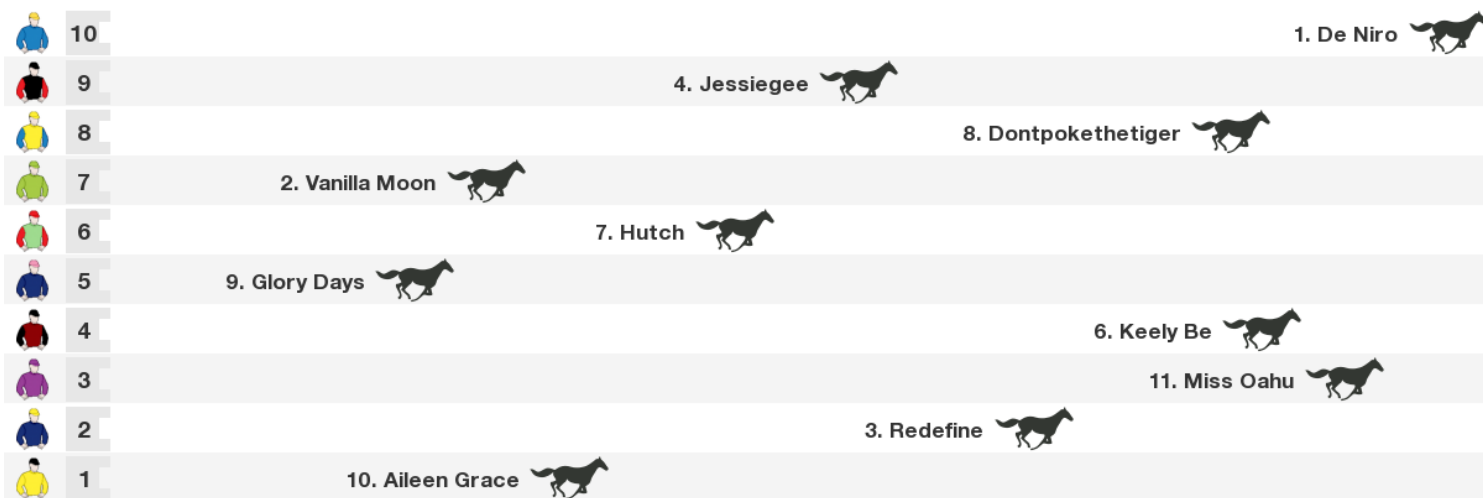 10 1. De Niro
9 4. Jessiegee
8 8. Dontpokethetiger
7 2. Vanilla Moon
6 7. Hutch
5 9. Glory Days
4 6. Keely Be
3 11. Miss Oahu
2 3. Redefine
1 10. Aileen Grace